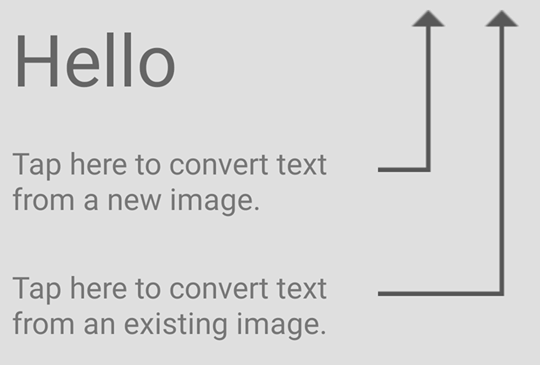 Hello
Tap here to convert text
from a new image.
Tap here to convert text
from an existing image.